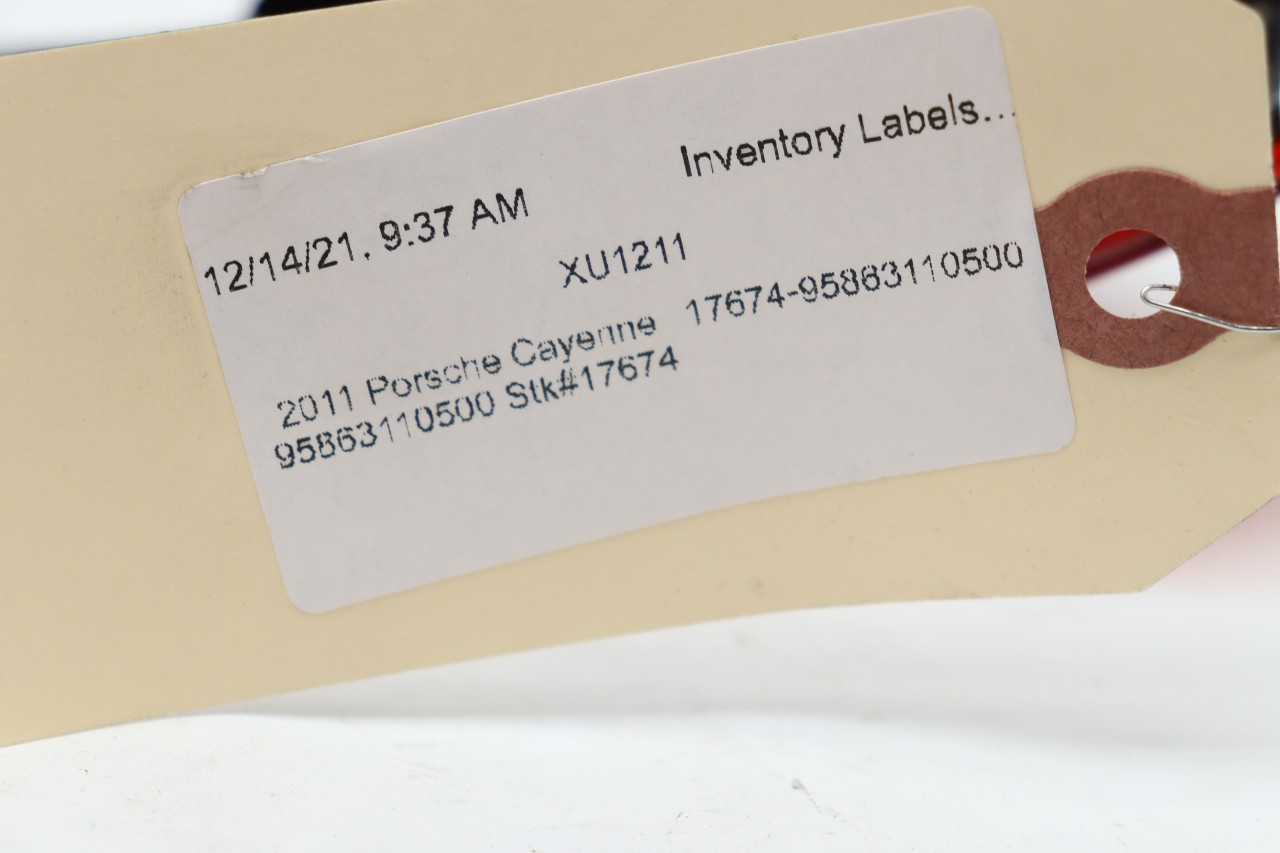 12/14/21, 9:37 AM Inventory Labels...
XU1211
2011 Porsche Cayenne 17674-95863110500
95863110500 Stk#17674